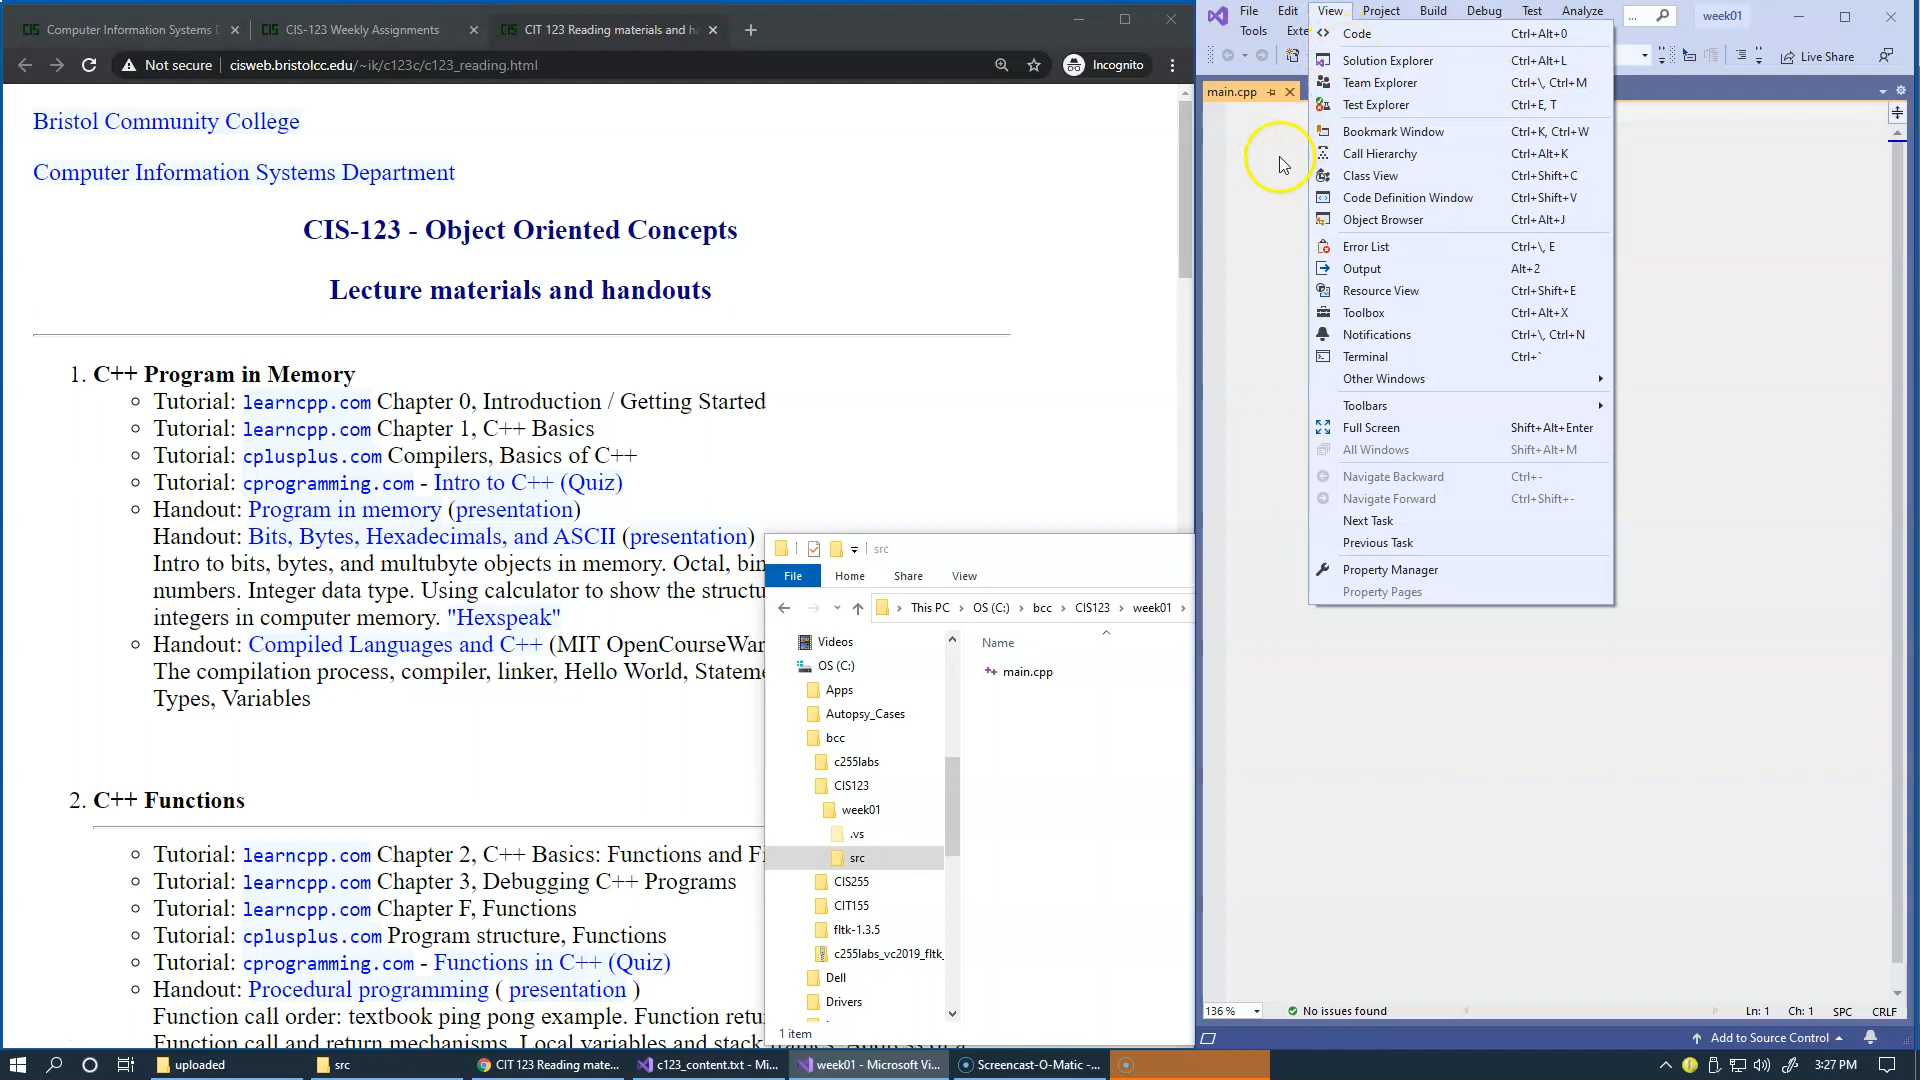 Computer Information Systems D
CIS-123 Weekly Assignments
CIT 123 Reading materials and h
Not secure
cisweb.bristolcc.edu/~ik/c123c/c123_reading.html
Incognito
Bristol Community College
Computer Information Systems Department
CIS-123 - Object Oriented Concepts
Lecture materials and handouts
1. C++ Program in Memory
Tutorial: learncpp.com Chapter 0, Introduction / Getting Started
Tutorial: learncpp.com Chapter 1, C++ Basics
Tutorial: cplusplus.com Compilers, Basics of C++
Tutorial: cprogramming.com - Intro to C++ (Quiz)
Handout: Program in memory (presentation)
Handout: Bits, Bytes, Hexadecimals, and ASCII (presentation)
Intro to bits, bytes, and multubyte objects in memory. Octal, bin
numbers. Integer data type. Using calculator to show the structu
integers in computer memory. "Hexspeak"
Handout: Compiled Languages and C++ (MIT OpenCourseWar
The compilation process, compiler, linker, Hello World, Stateme
Types, Variables
2. C++ Functions
Tutorial: learncpp.com Chapter 2, C++ Basics: Functions and Fi
Tutorial: learncpp.com Chapter 3, Debugging C++ Programs
Tutorial: learncpp.com Chapter F, Functions
Tutorial: cplusplus.com Program structure, Functions
Tutorial: cprogramming.com - Functions in C++ (Quiz)
Handout: Procedural programming ( presentation )
Function call order: textbook ping pong example. Function retu
src
File Home Share View
This PC OS (C:) bcc CIS123 week01
Name
main.cpp
Videos
OS (C:)
Apps
Autopsy_Cases
bcc
c255labs
CIS123
week01
.vs
src
CIS255
CIT155
fltk-1.3.5
c255labs_vc2019_fltk_
Dell
Drivers
1 item
File Edit View Project Build Debug Test Analyze
...
week01
Tools Exte
Live Share
main.cpp
Code Ctrl+Alt+0
Solution Explorer Ctrl+Alt+L
Team Explorer Ctrl+\, Ctrl+M
Test Explorer Ctrl+E, T
Bookmark Window Ctrl+K, Ctrl+W
Call Hierarchy Ctrl+Alt+K
Class View Ctrl+Shift+C
Code Definition Window Ctrl+Shift+V
Object Browser Ctrl+Alt+J
Error List Ctrl+\, E
Output Alt+2
Resource View Ctrl+Shift+E
Toolbox Ctrl+Alt+X
Notifications Ctrl+\, Ctrl+N
Terminal Ctrl+`
Other Windows
Toolbars
Full Screen Shift+Alt+Enter
All Windows Shift+Alt+M
Navigate Backward Ctrl+-
Navigate Forward Ctrl+Shift+-
Next Task
Previous Task
Property Manager
Property Pages
136 %
No issues found
Ln: 1 Ch: 1 SPC CRLF
Add to Source Control
uploaded
src
CIT 123 Reading mate...
c123_content.txt - Mi...
week01 - Microsoft Vi...
Screencast-O-Matic -...
3:27 PM